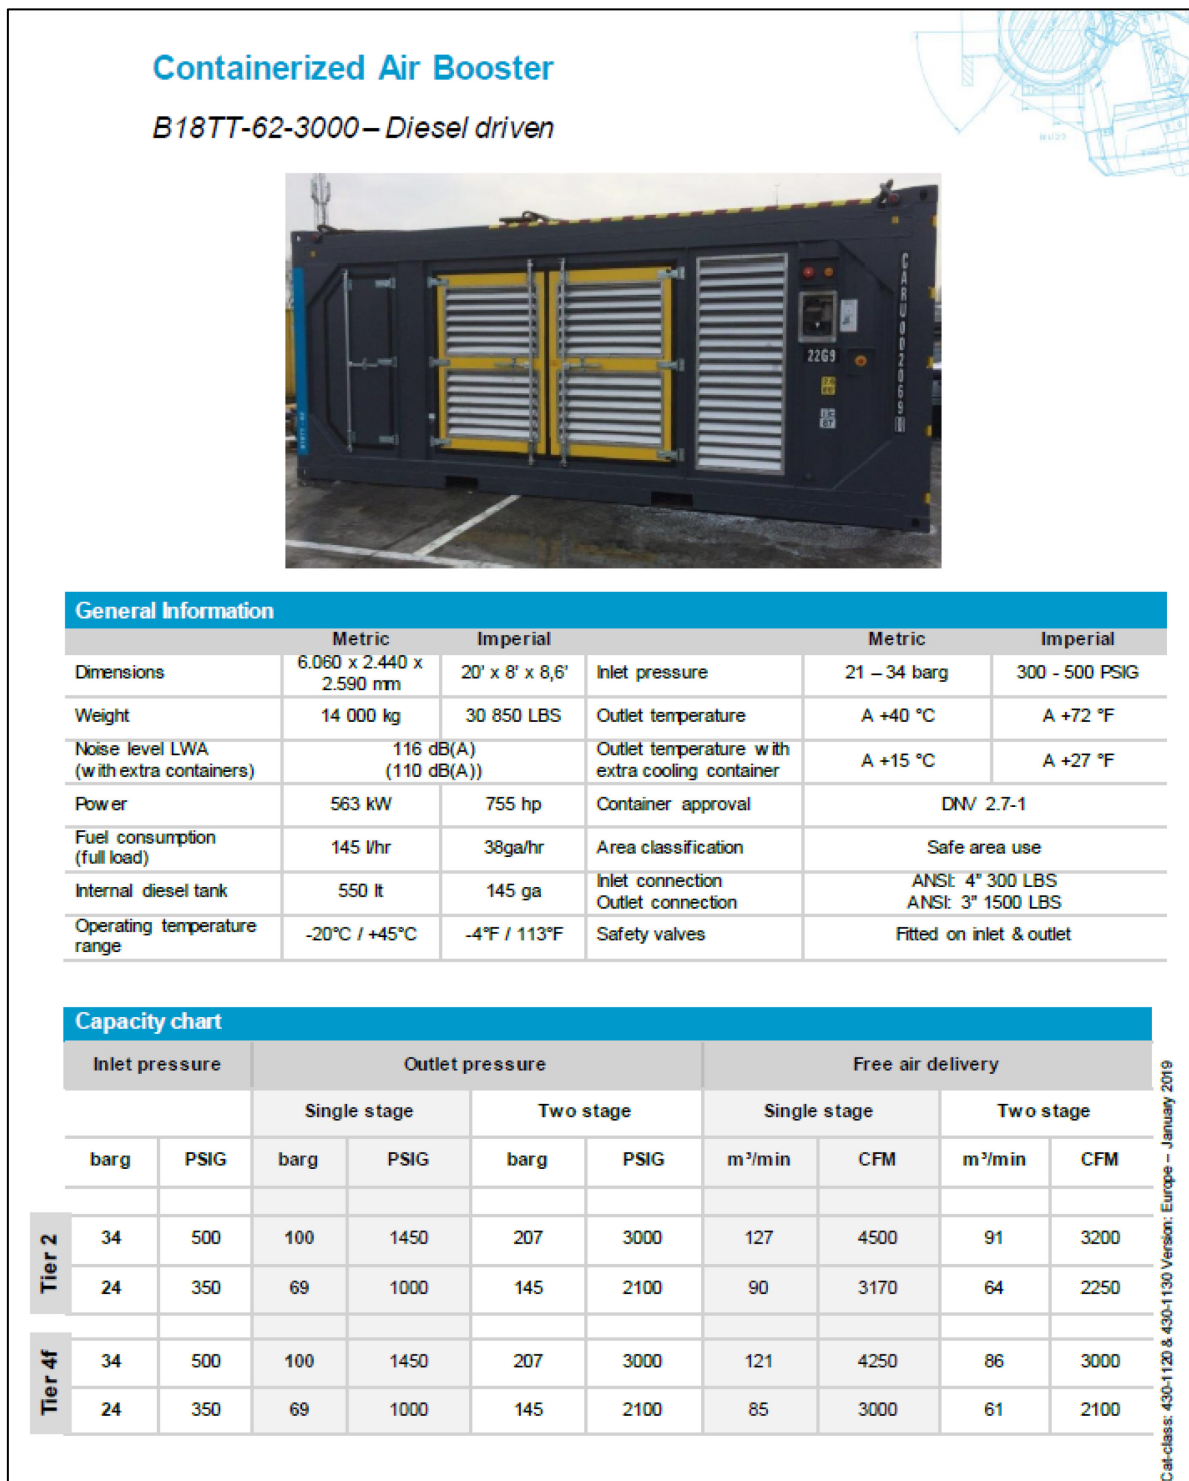 Containerized Air Booster
B18TT-62-3000 – Diesel driven
CARU 002069
22G9
General Information
Metric Imperial Metric Imperial
Dimensions 6.060 x 2.440 x 2.590 mm 20' x 8' x 8,6' Inlet pressure 21 – 34 barg 300 - 500 PSIG
Weight 14 000 kg 30 850 LBS Outlet temperature A +40 °C A +72 °F
Noise level LWA (with extra containers) 116 dB(A) (110 dB(A)) Outlet temperature with extra cooling container A +15 °C A +27 °F
Power 563 kW 755 hp Container approval DNV 2.7-1
Fuel consumption (full load) 145 l/hr 38ga/hr Area classification Safe area use
Internal diesel tank 550 lt 145 ga Inlet connection Outlet connection ANSI: 4" 300 LBS ANSI: 3" 1500 LBS
Operating temperature range -20°C / +45°C -4°F / 113°F Safety valves Fitted on inlet & outlet
Capacity chart
Inlet pressure Outlet pressure Free air delivery
Single stage Two stage Single stage Two stage
barg PSIG barg PSIG barg PSIG m³/min CFM m³/min CFM
Tier 2
34 500 100 1450 207 3000 127 4500 91 3200
24 350 69 1000 145 2100 90 3170 64 2250
Tier 4f
34 500 100 1450 207 3000 121 4250 86 3000
24 350 69 1000 145 2100 85 3000 61 2100
Cat-class: 430-1120 & 430-1130 Version: Europe – January 2019